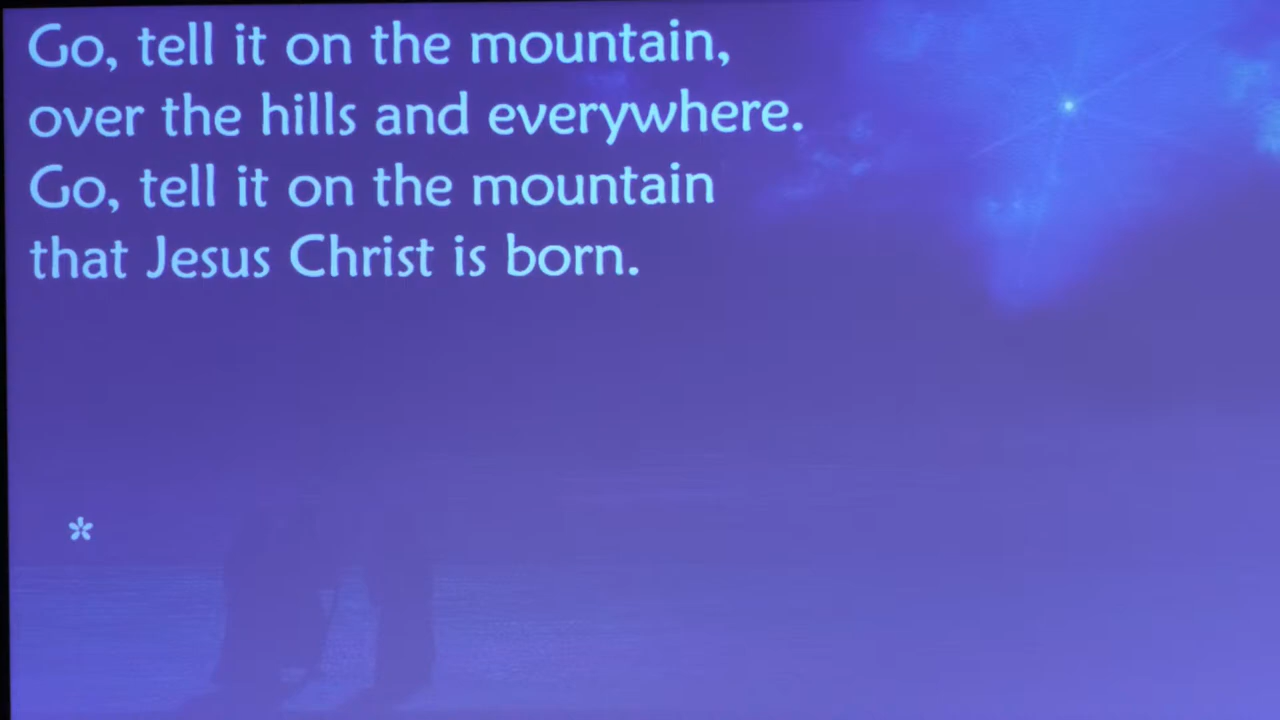 Go, tell it on the mountain,
over the hills and everywhere.
Go, tell it on the mountain
that Jesus Christ is born.
*